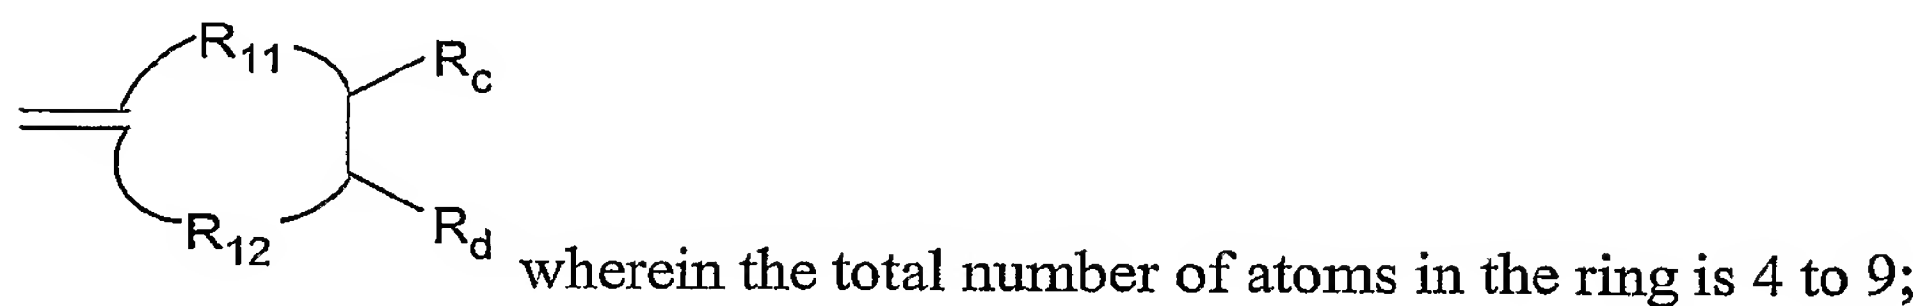 R11
Rc
R12
Rd
wherein the total number of atoms in the ring is 4 to 9;